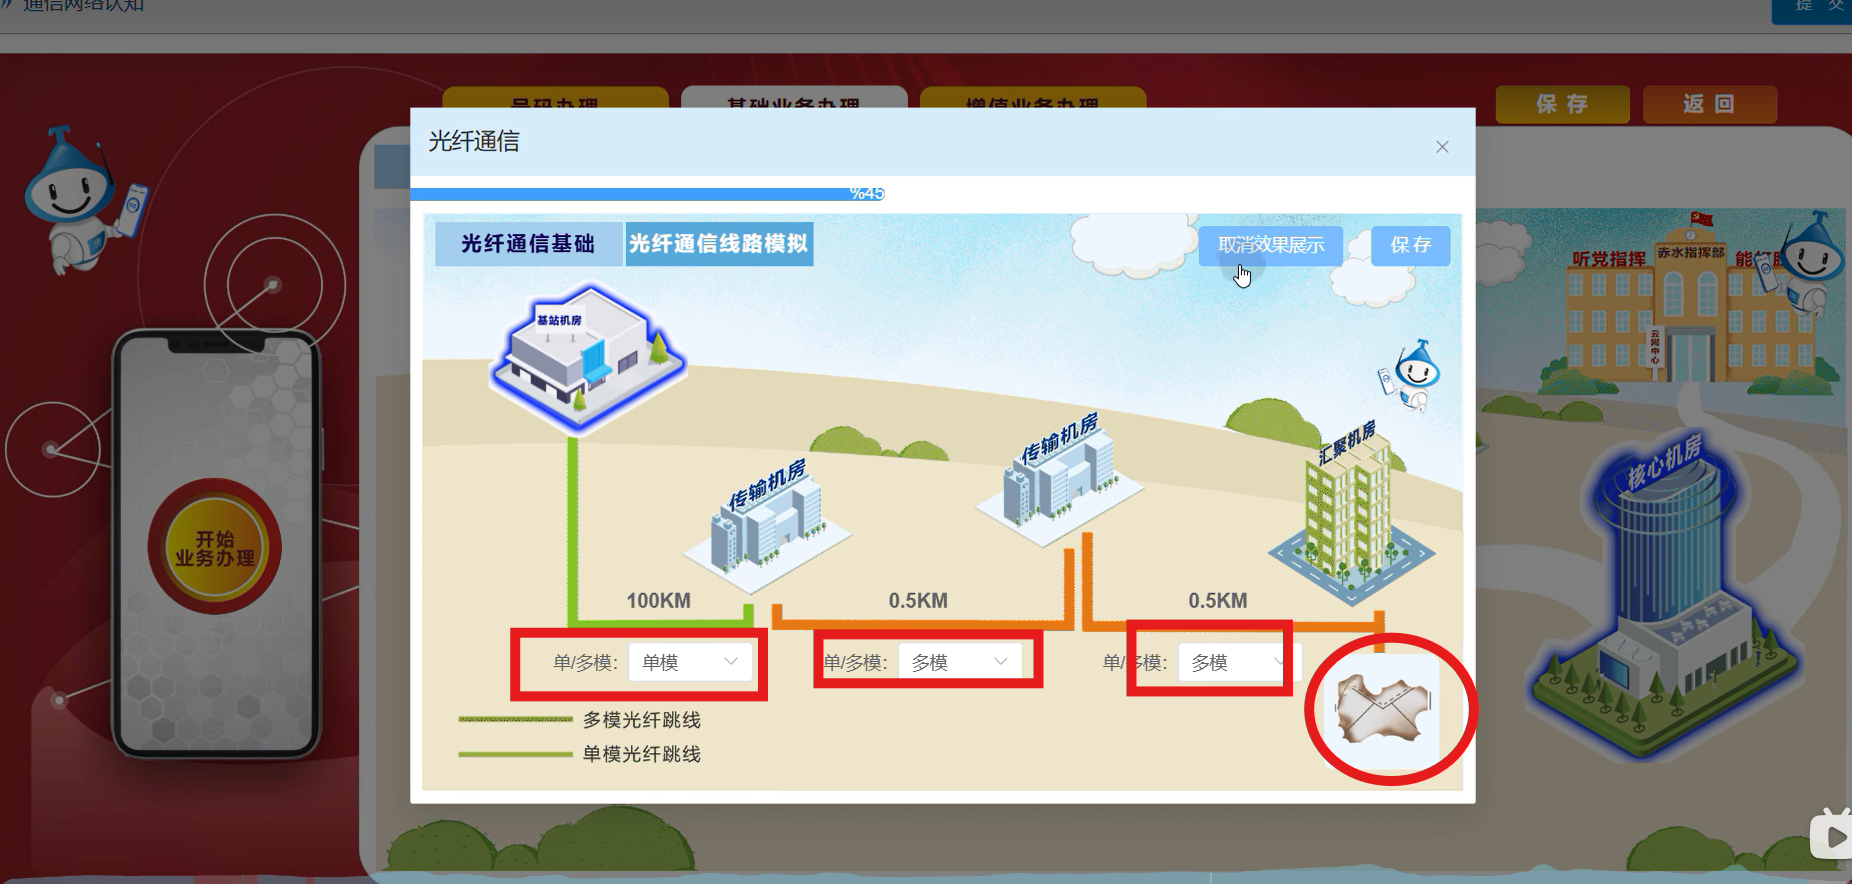 通信网络认知
提 交
号码办理
基础业务办理
增值业务办理
保存
返回
光纤通信
%45
光纤通信基础
光纤通信线路模拟
取消效果展示
保存
听党指挥
赤水指挥部
云网中心
基站机房
传输机房
传输机房
汇聚机房
核心机房
开始
业务办理
100KM
0.5KM
0.5KM
单/多模:
单模
单/多模:
多模
单/多模:
多模
多模光纤跳线
单模光纤跳线